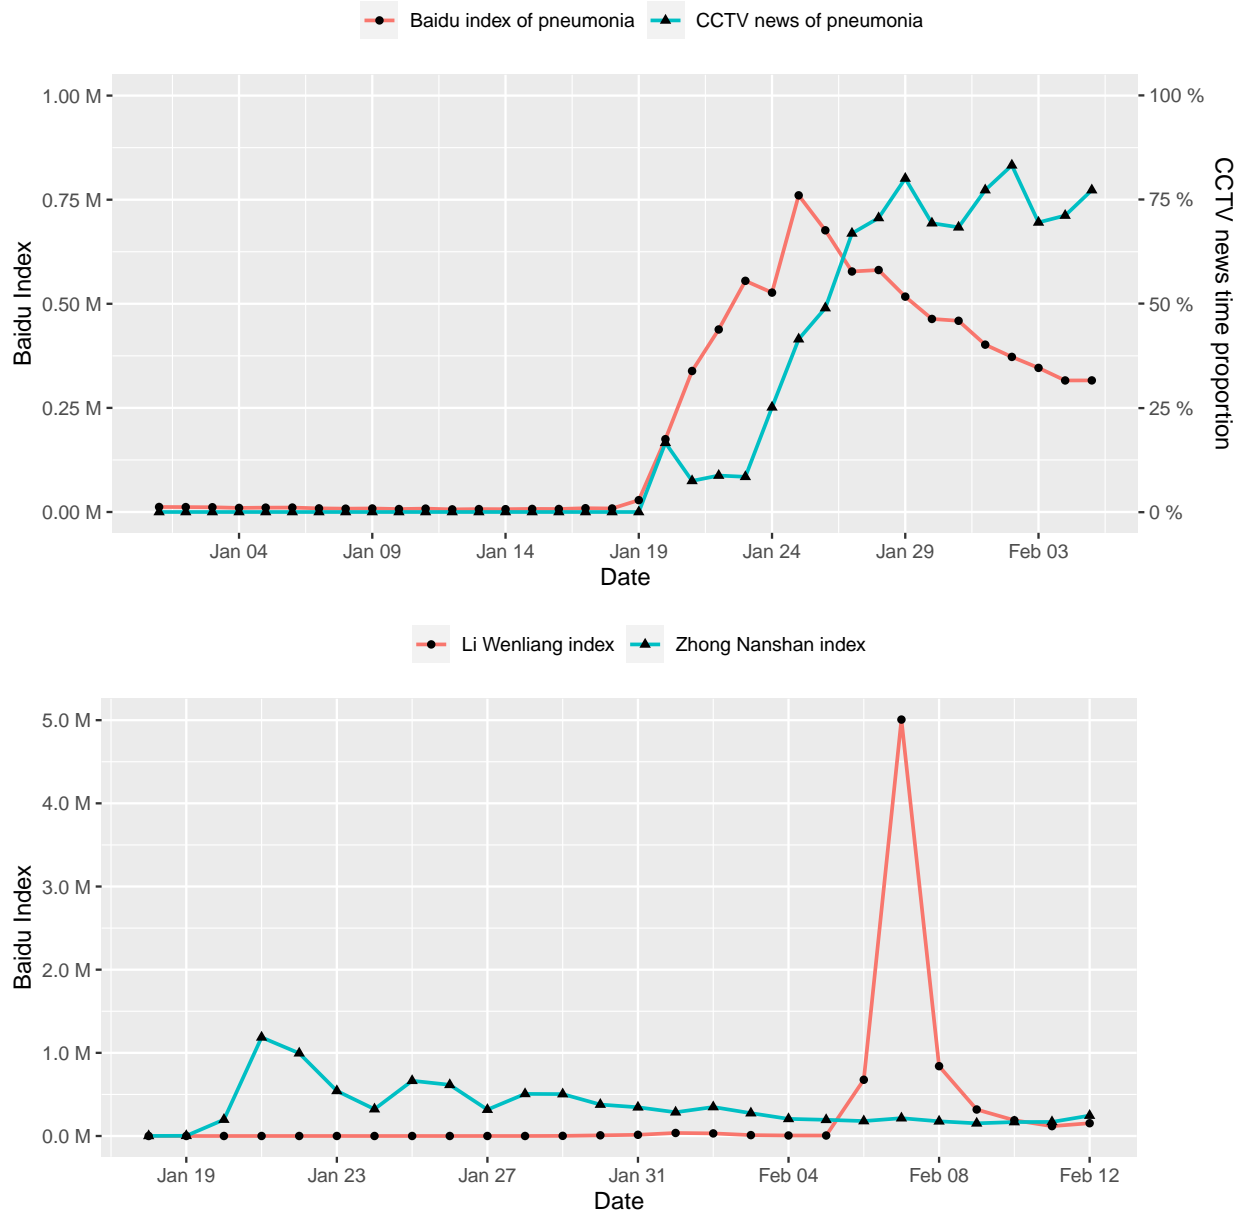 Baidu index of pneumonia CCTV news of pneumonia
1.00 M
0.75 M
0.50 M
0.25 M
0.00 M
Baidu Index
100 %
75 %
50 %
25 %
0 %
CCTV news time proportion
Jan 04 Jan 09 Jan 14 Jan 19 Jan 24 Jan 29 Feb 03
Date
Li Wenliang index Zhong Nanshan index
5.0 M
4.0 M
3.0 M
2.0 M
1.0 M
0.0 M
Baidu Index
Jan 19 Jan 23 Jan 27 Jan 31 Feb 04 Feb 08 Feb 12
Date